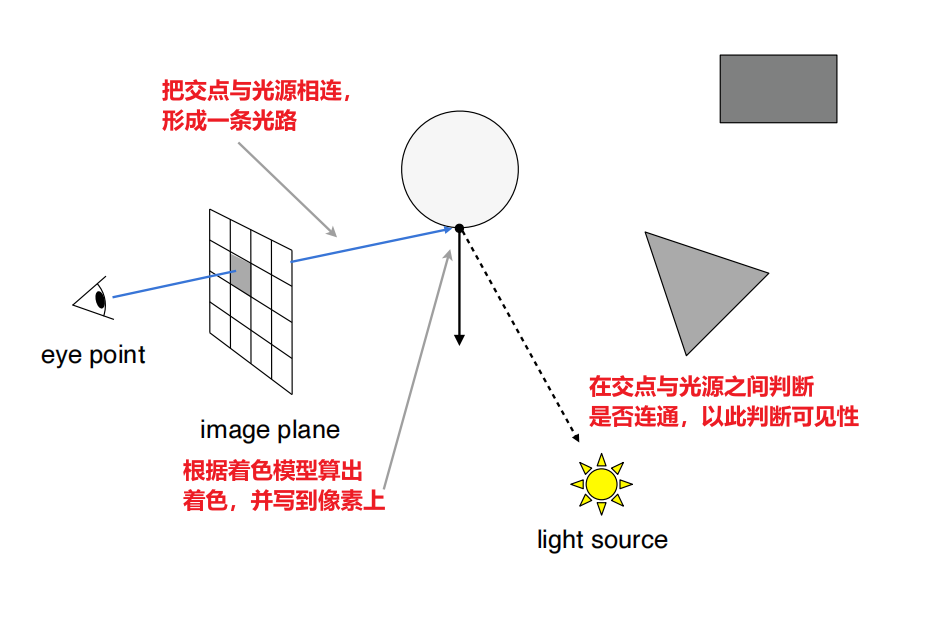 把交点与光源相连，
形成一条光路
eye point
image plane
根据着色模型算出
着色，并写到像素上
在交点与光源之间判断
是否连通，以此判断可见性
light source